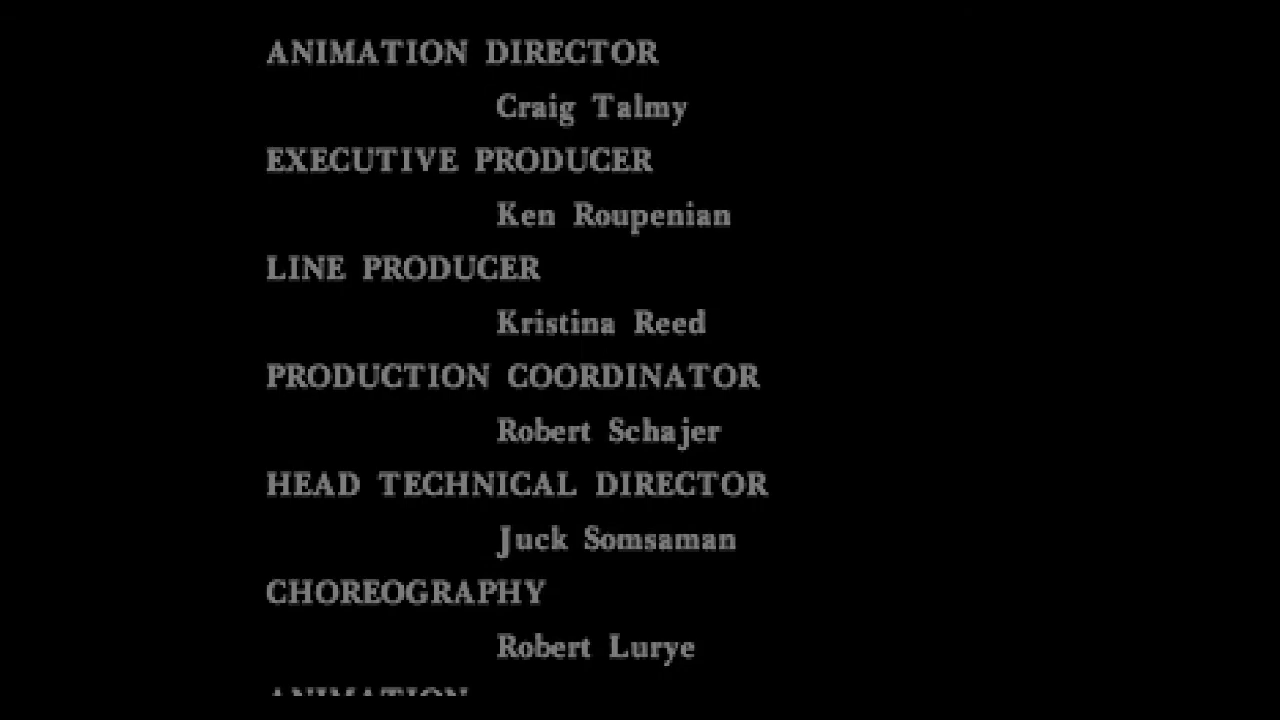 ANIMATION DIRECTOR
Craig Talmy
EXECUTIVE PRODUCER
Ken Roupenian
LINE PRODUCER
Kristina Reed
PRODUCTION COORDINATOR
Robert Schajer
HEAD TECHNICAL DIRECTOR
Juck Somsaman
CHOREOGRAPHY
Robert Lurye
ANIMATION